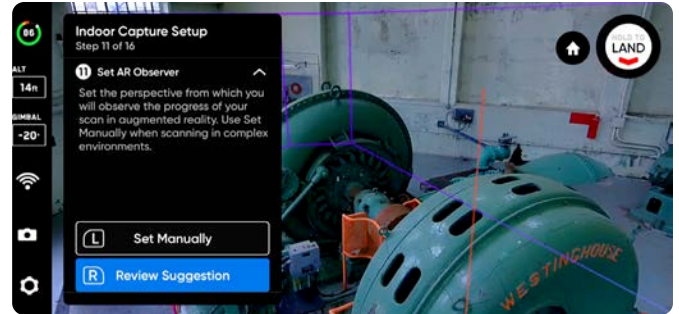 86
ALT
14ft
GIMBAL
-20°
Indoor Capture Setup
Step 11 of 16
11 Set AR Observer
Set the perspective from which you
will observe the progress of your
scan in augmented reality. Use Set
Manually when scanning in complex
environments.
L Set Manually
R Review Suggestion
HOLD TO
LAND
WESTINGHOUSE